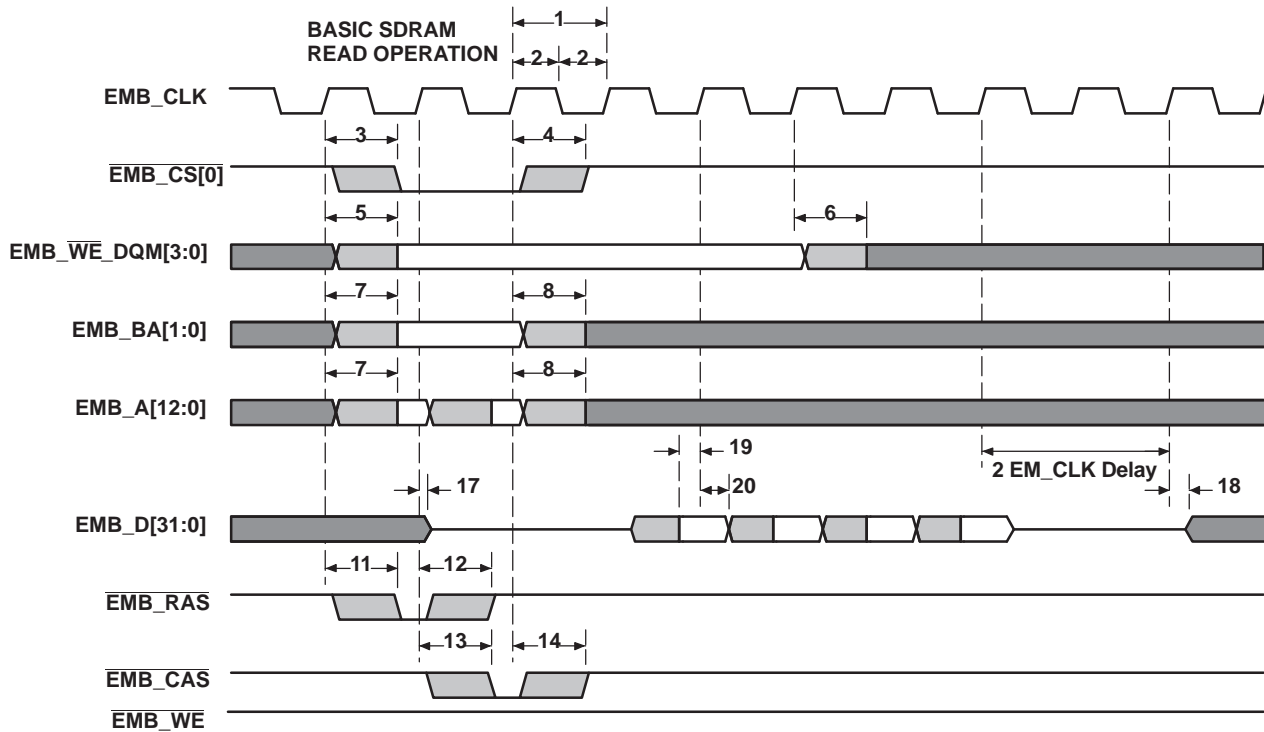 BASIC SDRAM
READ OPERATION
1
2 2
EMB_CLK
3 4
EMB_CS[0]
5 6
EMB_WE_DQM[3:0]
7 8
EMB_BA[1:0]
7 8
EMB_A[12:0]
19
2 EM_CLK Delay
17 20 18
EMB_D[31:0]
11 12
EMB_RAS
13 14
EMB_CAS
EMB_WE